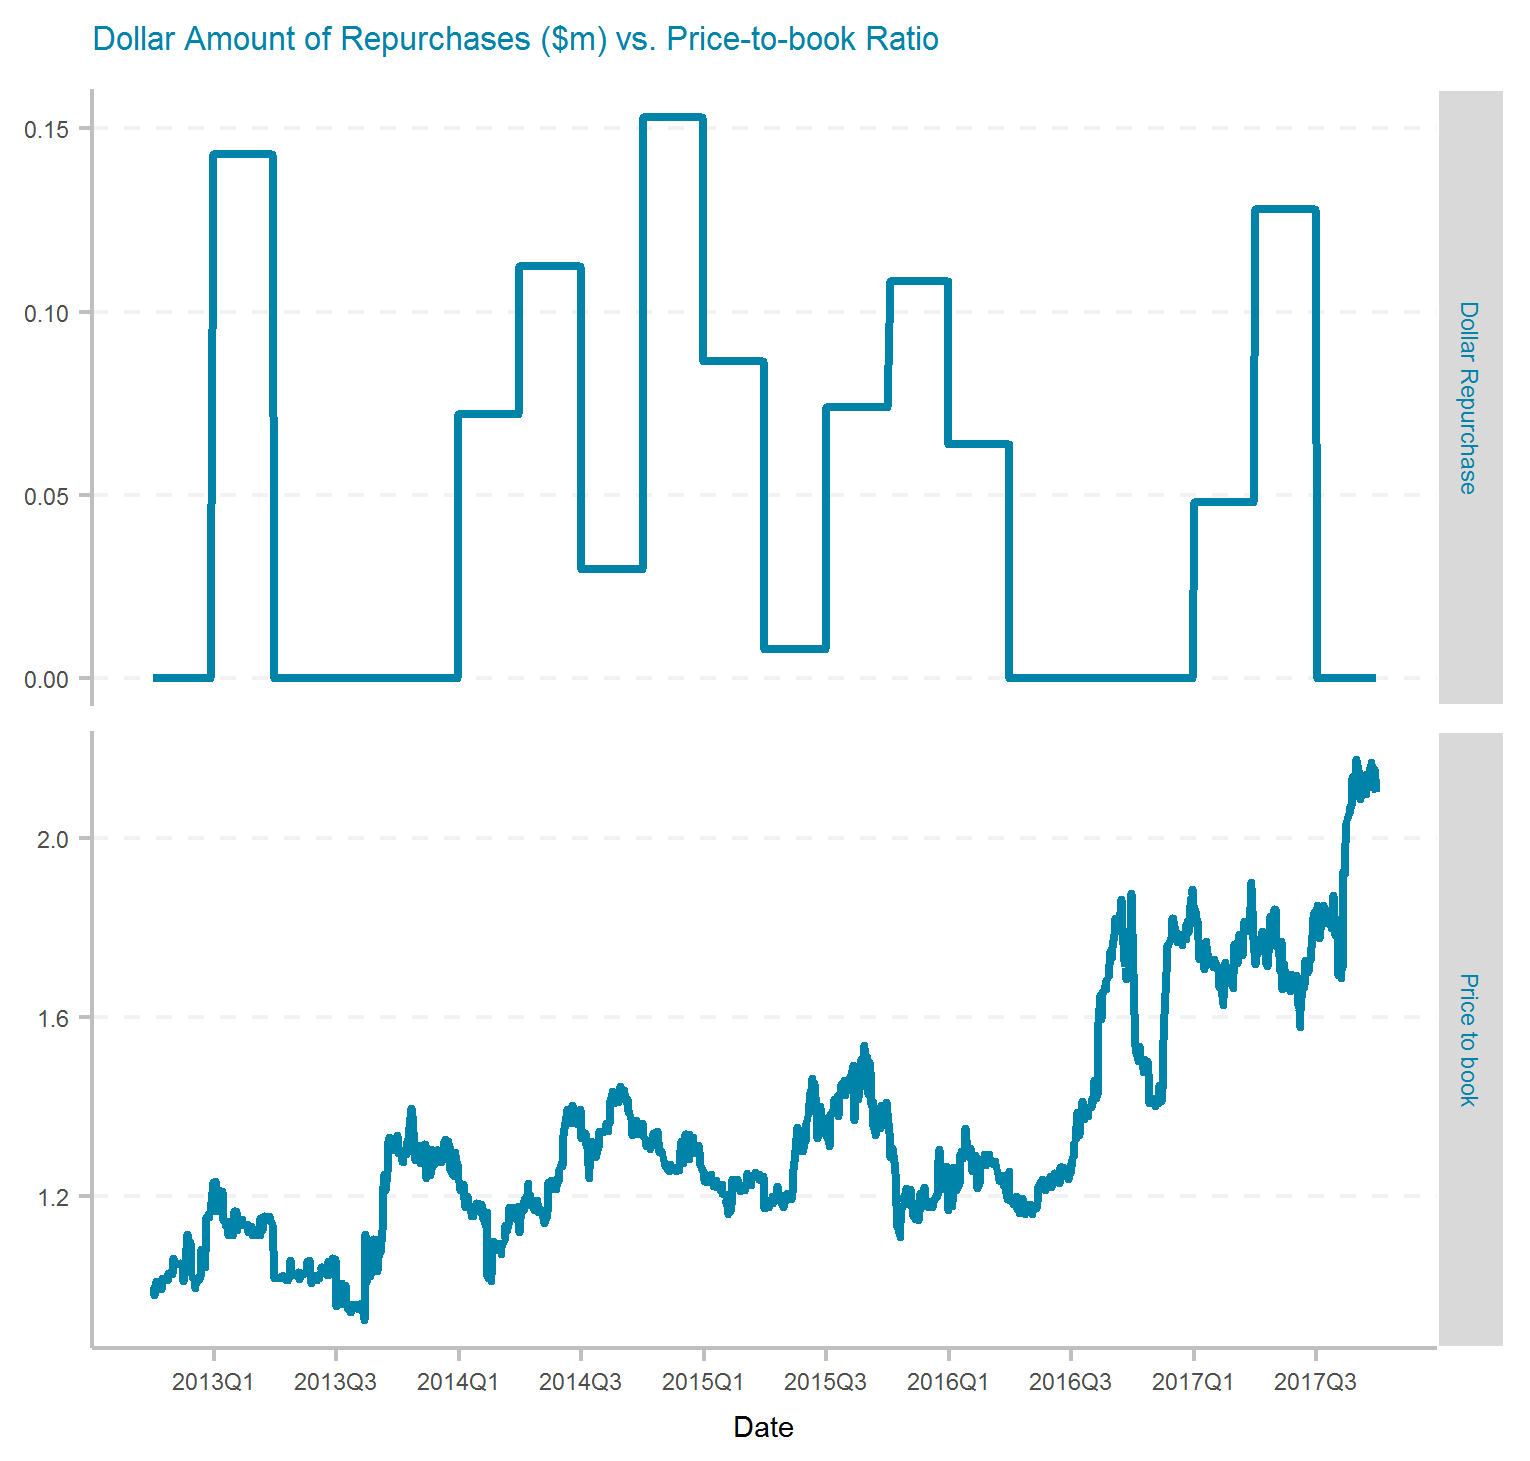 Dollar Amount of Repurchases ($m) vs. Price-to-book Ratio
0.15
0.10
0.05
0.00
Dollar Repurchase
2.0
1.6
1.2
Price to book
2013Q1 2013Q3 2014Q1 2014Q3 2015Q1 2015Q3 2016Q1 2016Q3 2017Q1 2017Q3
Date